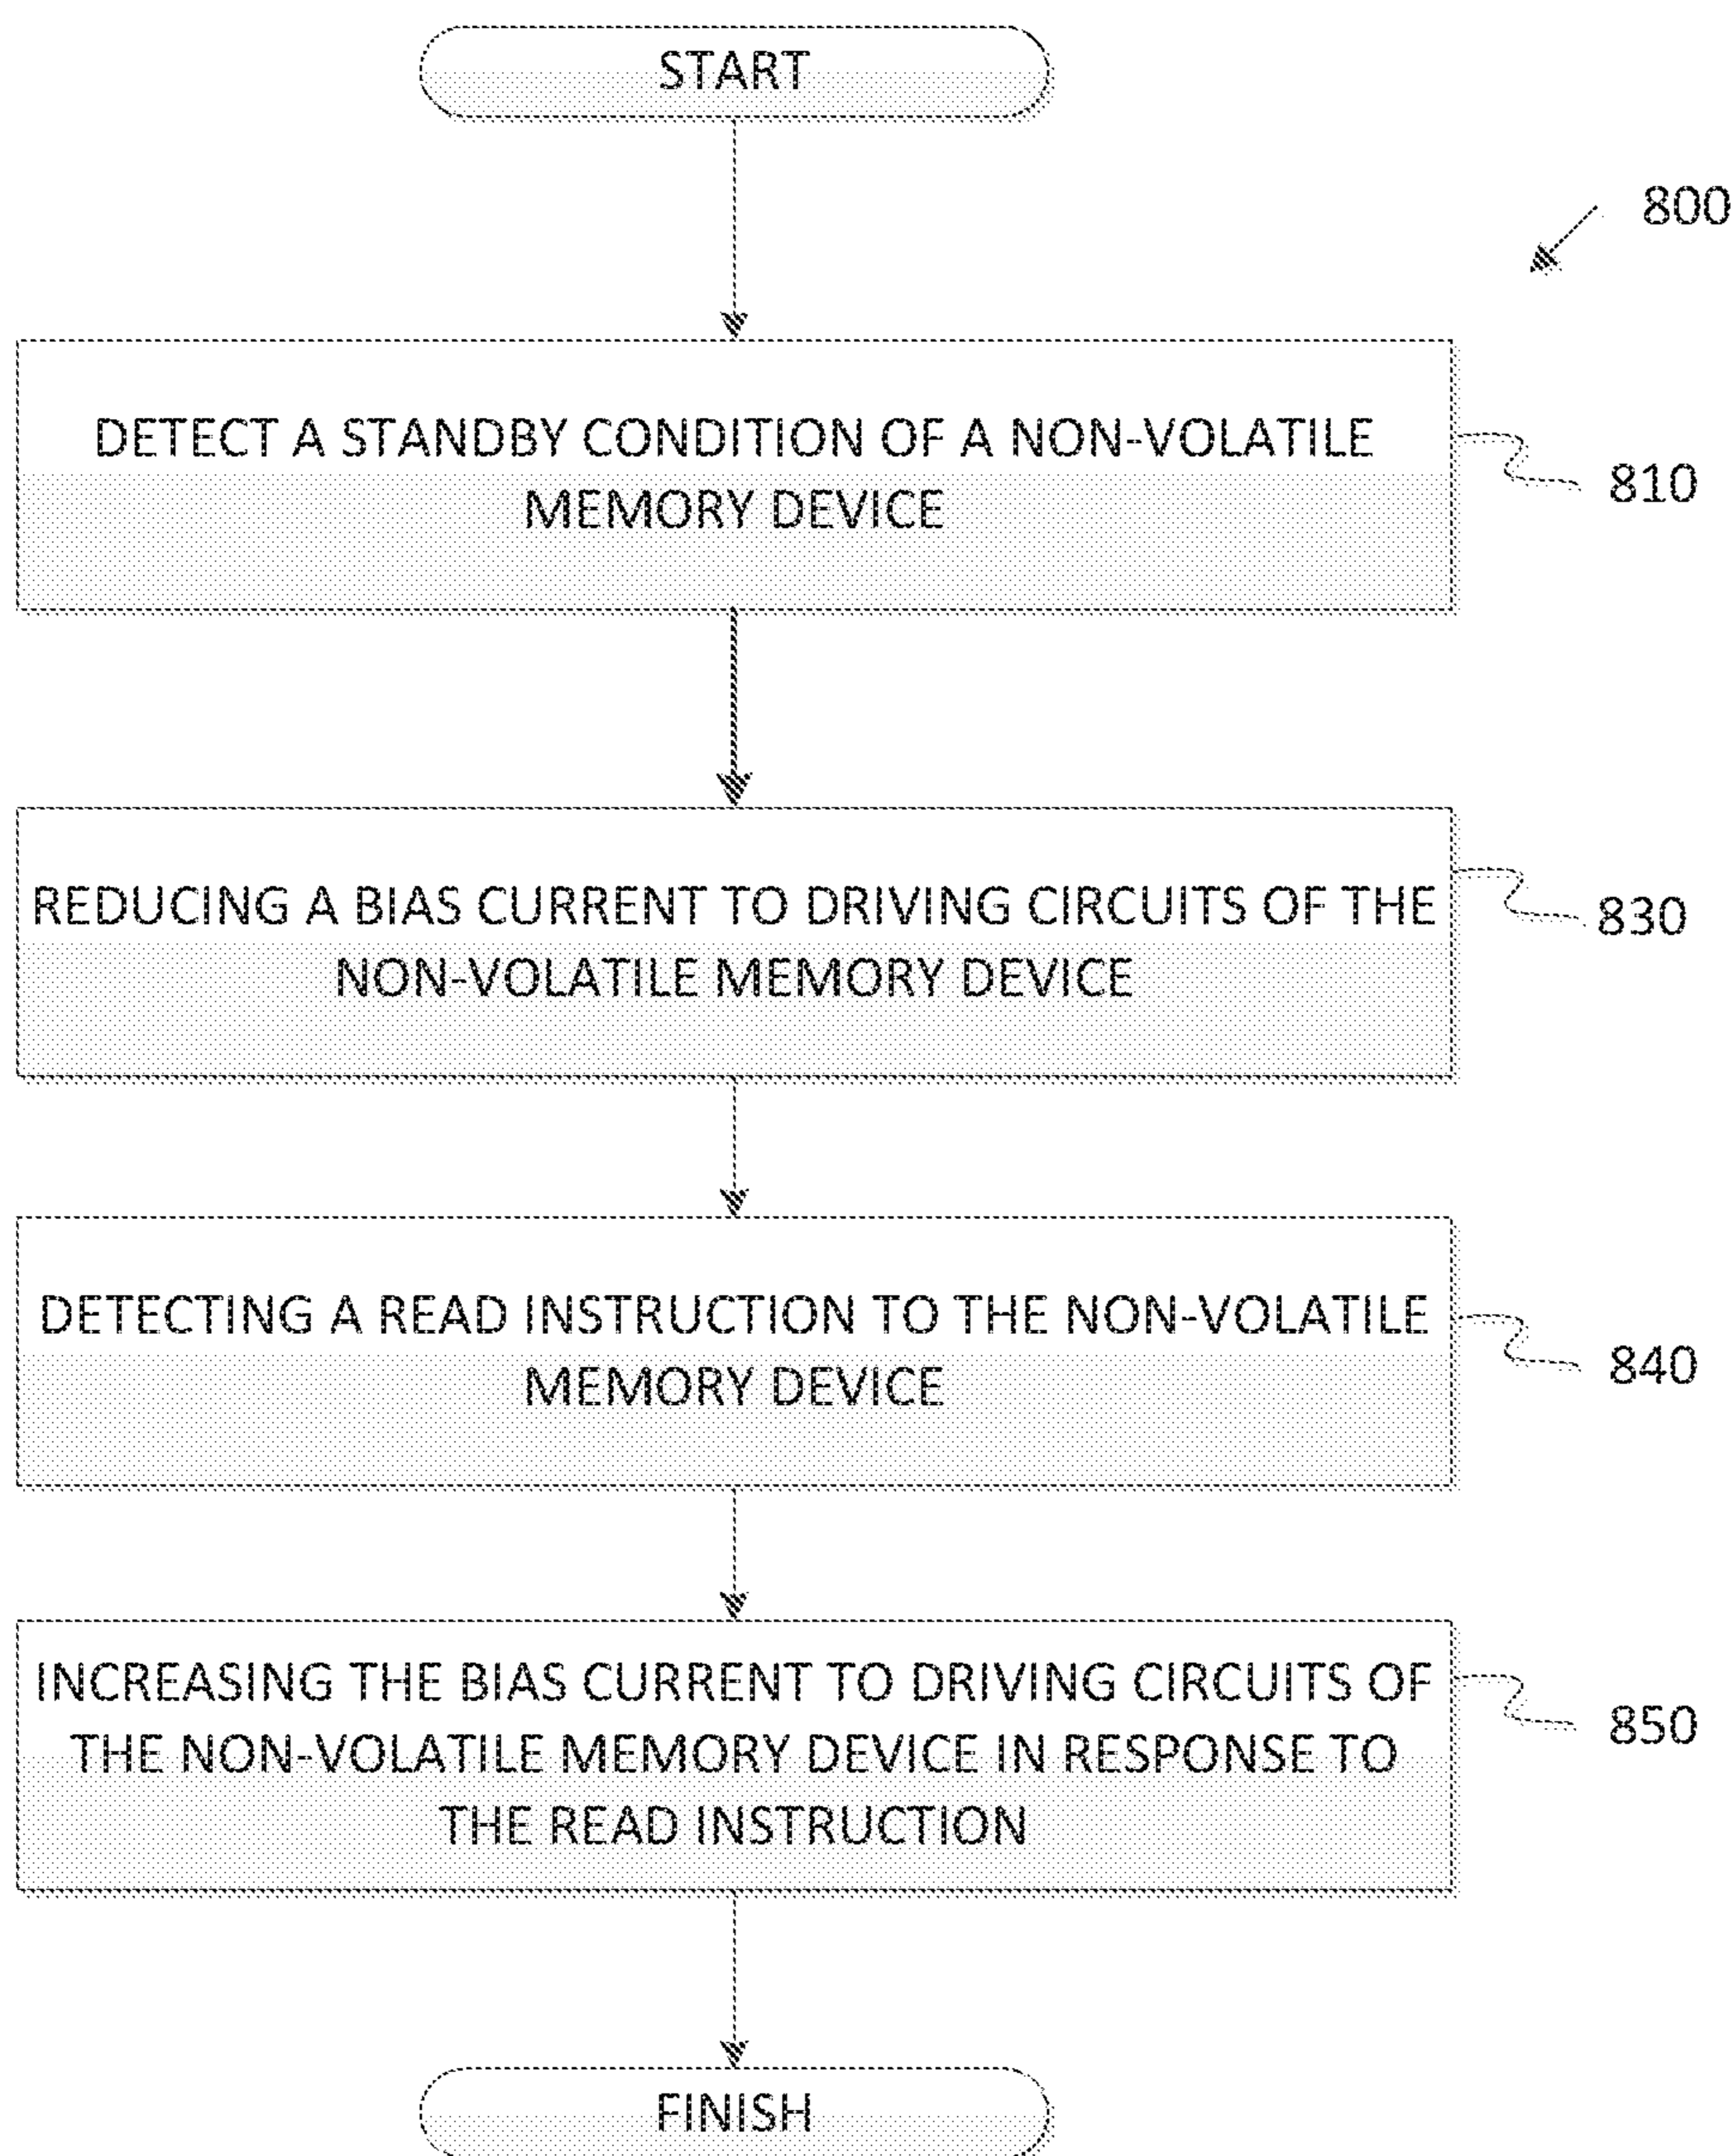 START
800
DETECT A STANDBY CONDITION OF A NON-VOLATILE
MEMORY DEVICE
810
REDUCING A BIAS CURRENT TO DRIVING CIRCUITS OF THE
NON-VOLATILE MEMORY DEVICE
830
DETECTING A READ INSTRUCTION TO THE NON-VOLATILE
MEMORY DEVICE
840
INCREASING THE BIAS CURRENT TO DRIVING CIRCUITS OF
THE NON-VOLATILE MEMORY DEVICE IN RESPONSE TO
THE READ INSTRUCTION
850
FINISH